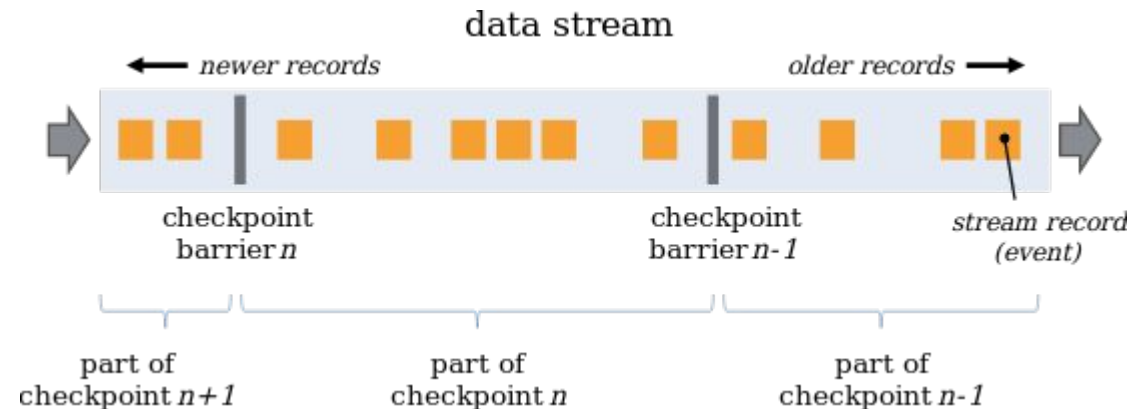 data stream
newer records
older records
checkpoint
barrier n
checkpoint
barrier n-1
stream record
(event)
part of
checkpoint n+1
part of
checkpoint n
part of
checkpoint n-1